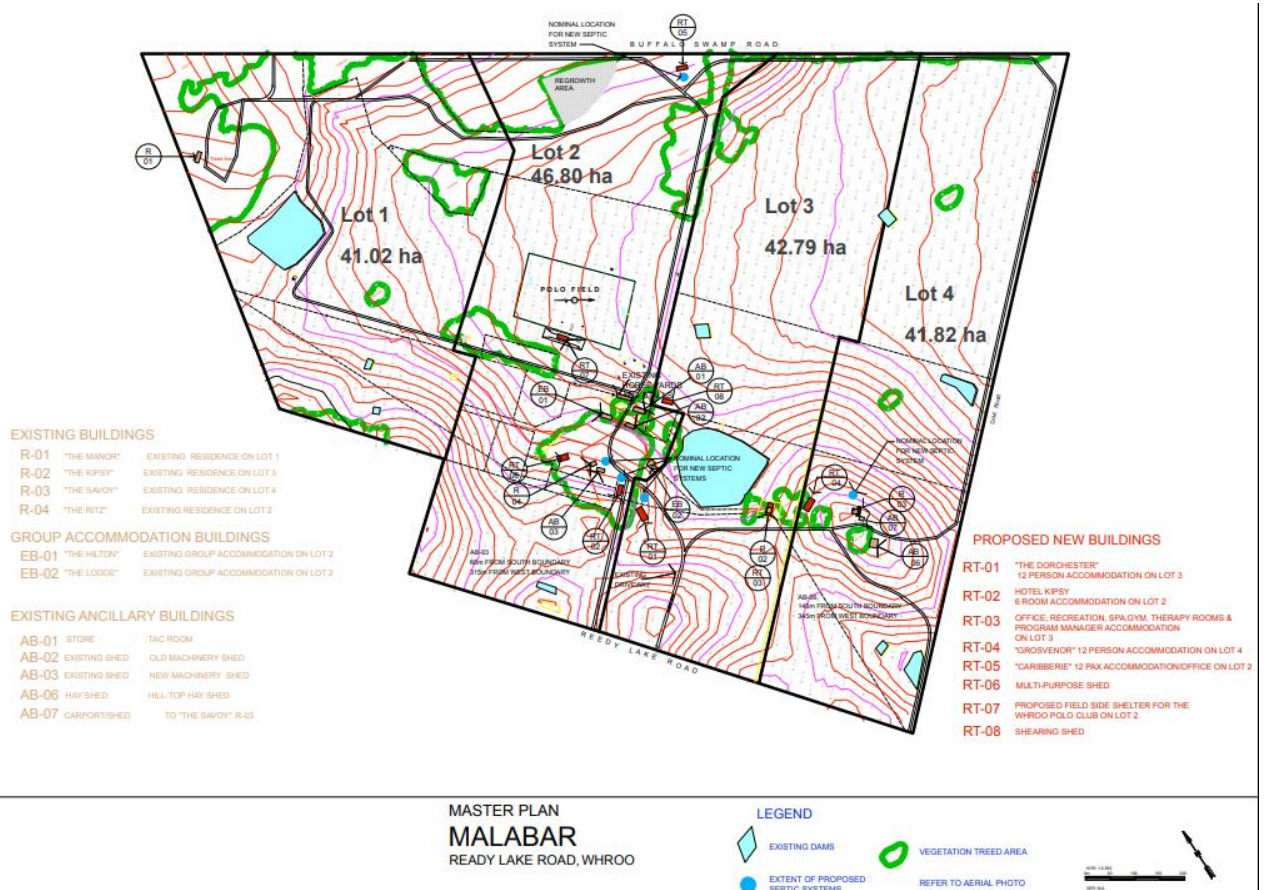 NOMINAL LOCATION
FOR NEW SEPTIC
SYSTEM
RT
05
BUFFALO SWAMP ROAD
REGROWTH
AREA
R
01
Lot 2
46.80 ha
Lot 1
41.02 ha
Lot 3
42.79 ha
Lot 4
41.82 ha
POLO FIELD
RT
07
EB
01
EXISTING
HORSE YARDS
AB
01
RT
08
AB
02
NOMINAL LOCATION
FOR NEW SEPTIC
SYSTEMS
NOMINAL LOCATION
FOR NEW SEPTIC
SYSTEM
RT
06
R
04
AB
03
RT
02
RT
01
EB
02
R
02
RT
03
RT
04
R
03
AB
07
AB
06
AB-03
60m FROM SOUTH BOUNDARY
315m FROM WEST BOUNDARY
EXISTING
DRIVEWAY
145m FROM SOUTH BOUNDARY
345m FROM WEST BOUNDARY
REEDY LAKE ROAD
EXISTING BUILDINGS
R-01 "THE MANOR" EXISTING RESIDENCE ON LOT 1
R-02 "THE KIPSY" EXISTING RESIDENCE ON LOT 3
R-03 "THE SAVOY" EXISTING RESIDENCE ON LOT 4
R-04 "THE RITZ" EXISTING RESIDENCE ON LOT 2
GROUP ACCOMMODATION BUILDINGS
EB-01 "THE HILTON" EXISTING GROUP ACCOMMODATION ON LOT 2
EB-02 "THE LODGE" EXISTING GROUP ACCOMMODATION ON LOT 2
EXISTING ANCILLARY BUILDINGS
AB-01 STORE TAC ROOM
AB-02 EXISTING SHED OLD MACHINERY SHED
AB-03 EXISTING SHED NEW MACHINERY SHED
AB-06 HAY SHED HILL-TOP HAY SHED
AB-07 CARPORT/SHED TO "THE SAVOY" R-03
PROPOSED NEW BUILDINGS
RT-01 "THE DORCHESTER"
12 PERSON ACCOMMODATION ON LOT 3
RT-02 HOTEL KIPSY
6 ROOM ACCOMMODATION ON LOT 2
RT-03 OFFICE, RECREATION, SPA,GYM, THERAPY ROOMS &
PROGRAM MANAGER ACCOMMODATION
ON LOT 3
RT-04 "GROSVENOR" 12 PERSON ACCOMMODATION ON LOT 4
RT-05 "CARIBBERIE" 12 PAX ACCOMMODATION/OFFICE ON LOT 2
RT-06 MULTI-PURPOSE SHED
RT-07 PROPOSED FIELD SIDE SHELTER FOR THE
WHROO POLO CLUB ON LOT 2
RT-08 SHEARING SHED
MASTER PLAN
MALABAR
READY LAKE ROAD, WHROO
LEGEND
EXISTING DAMS
VEGETATION TREED AREA
EXTENT OF PROPOSED
SEPTIC SYSTEMS
REFER TO AERIAL PHOTO